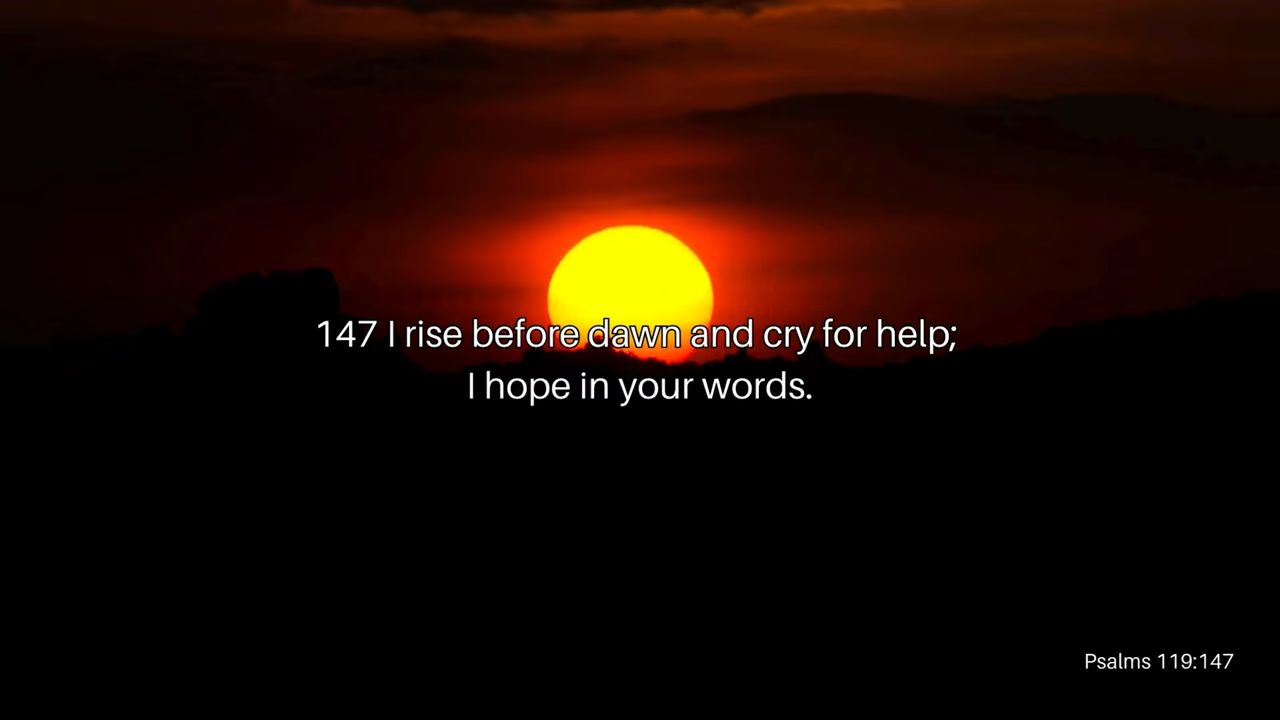 147 I rise before dawn and cry for help;
I hope in your words.
Psalms 119:147